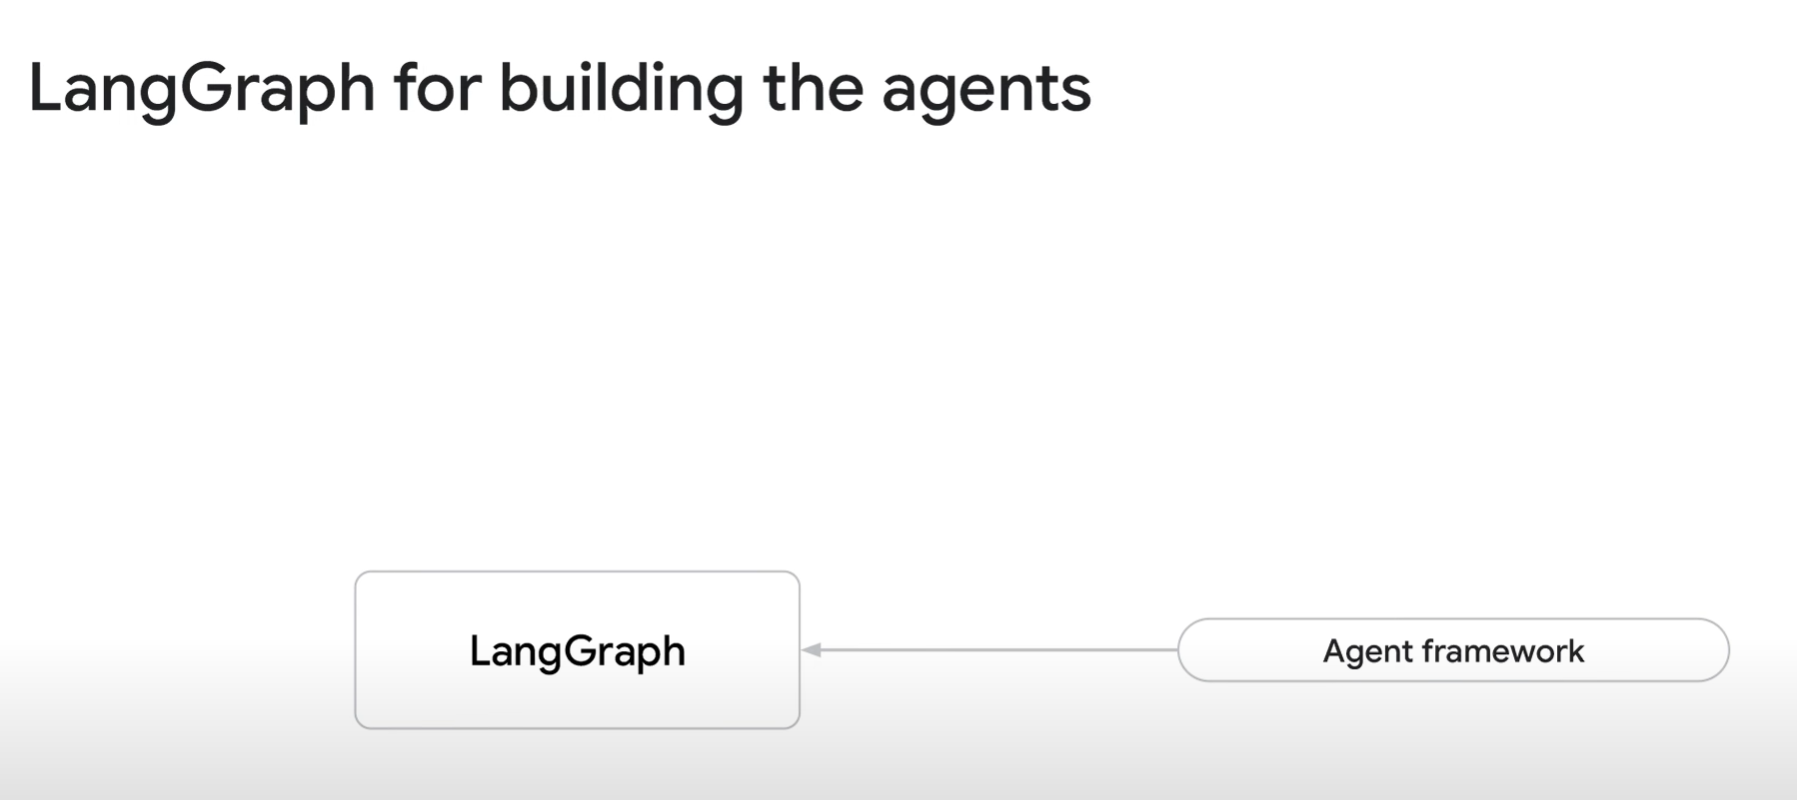 LangGraph for building the agents
LangGraph
Agent framework